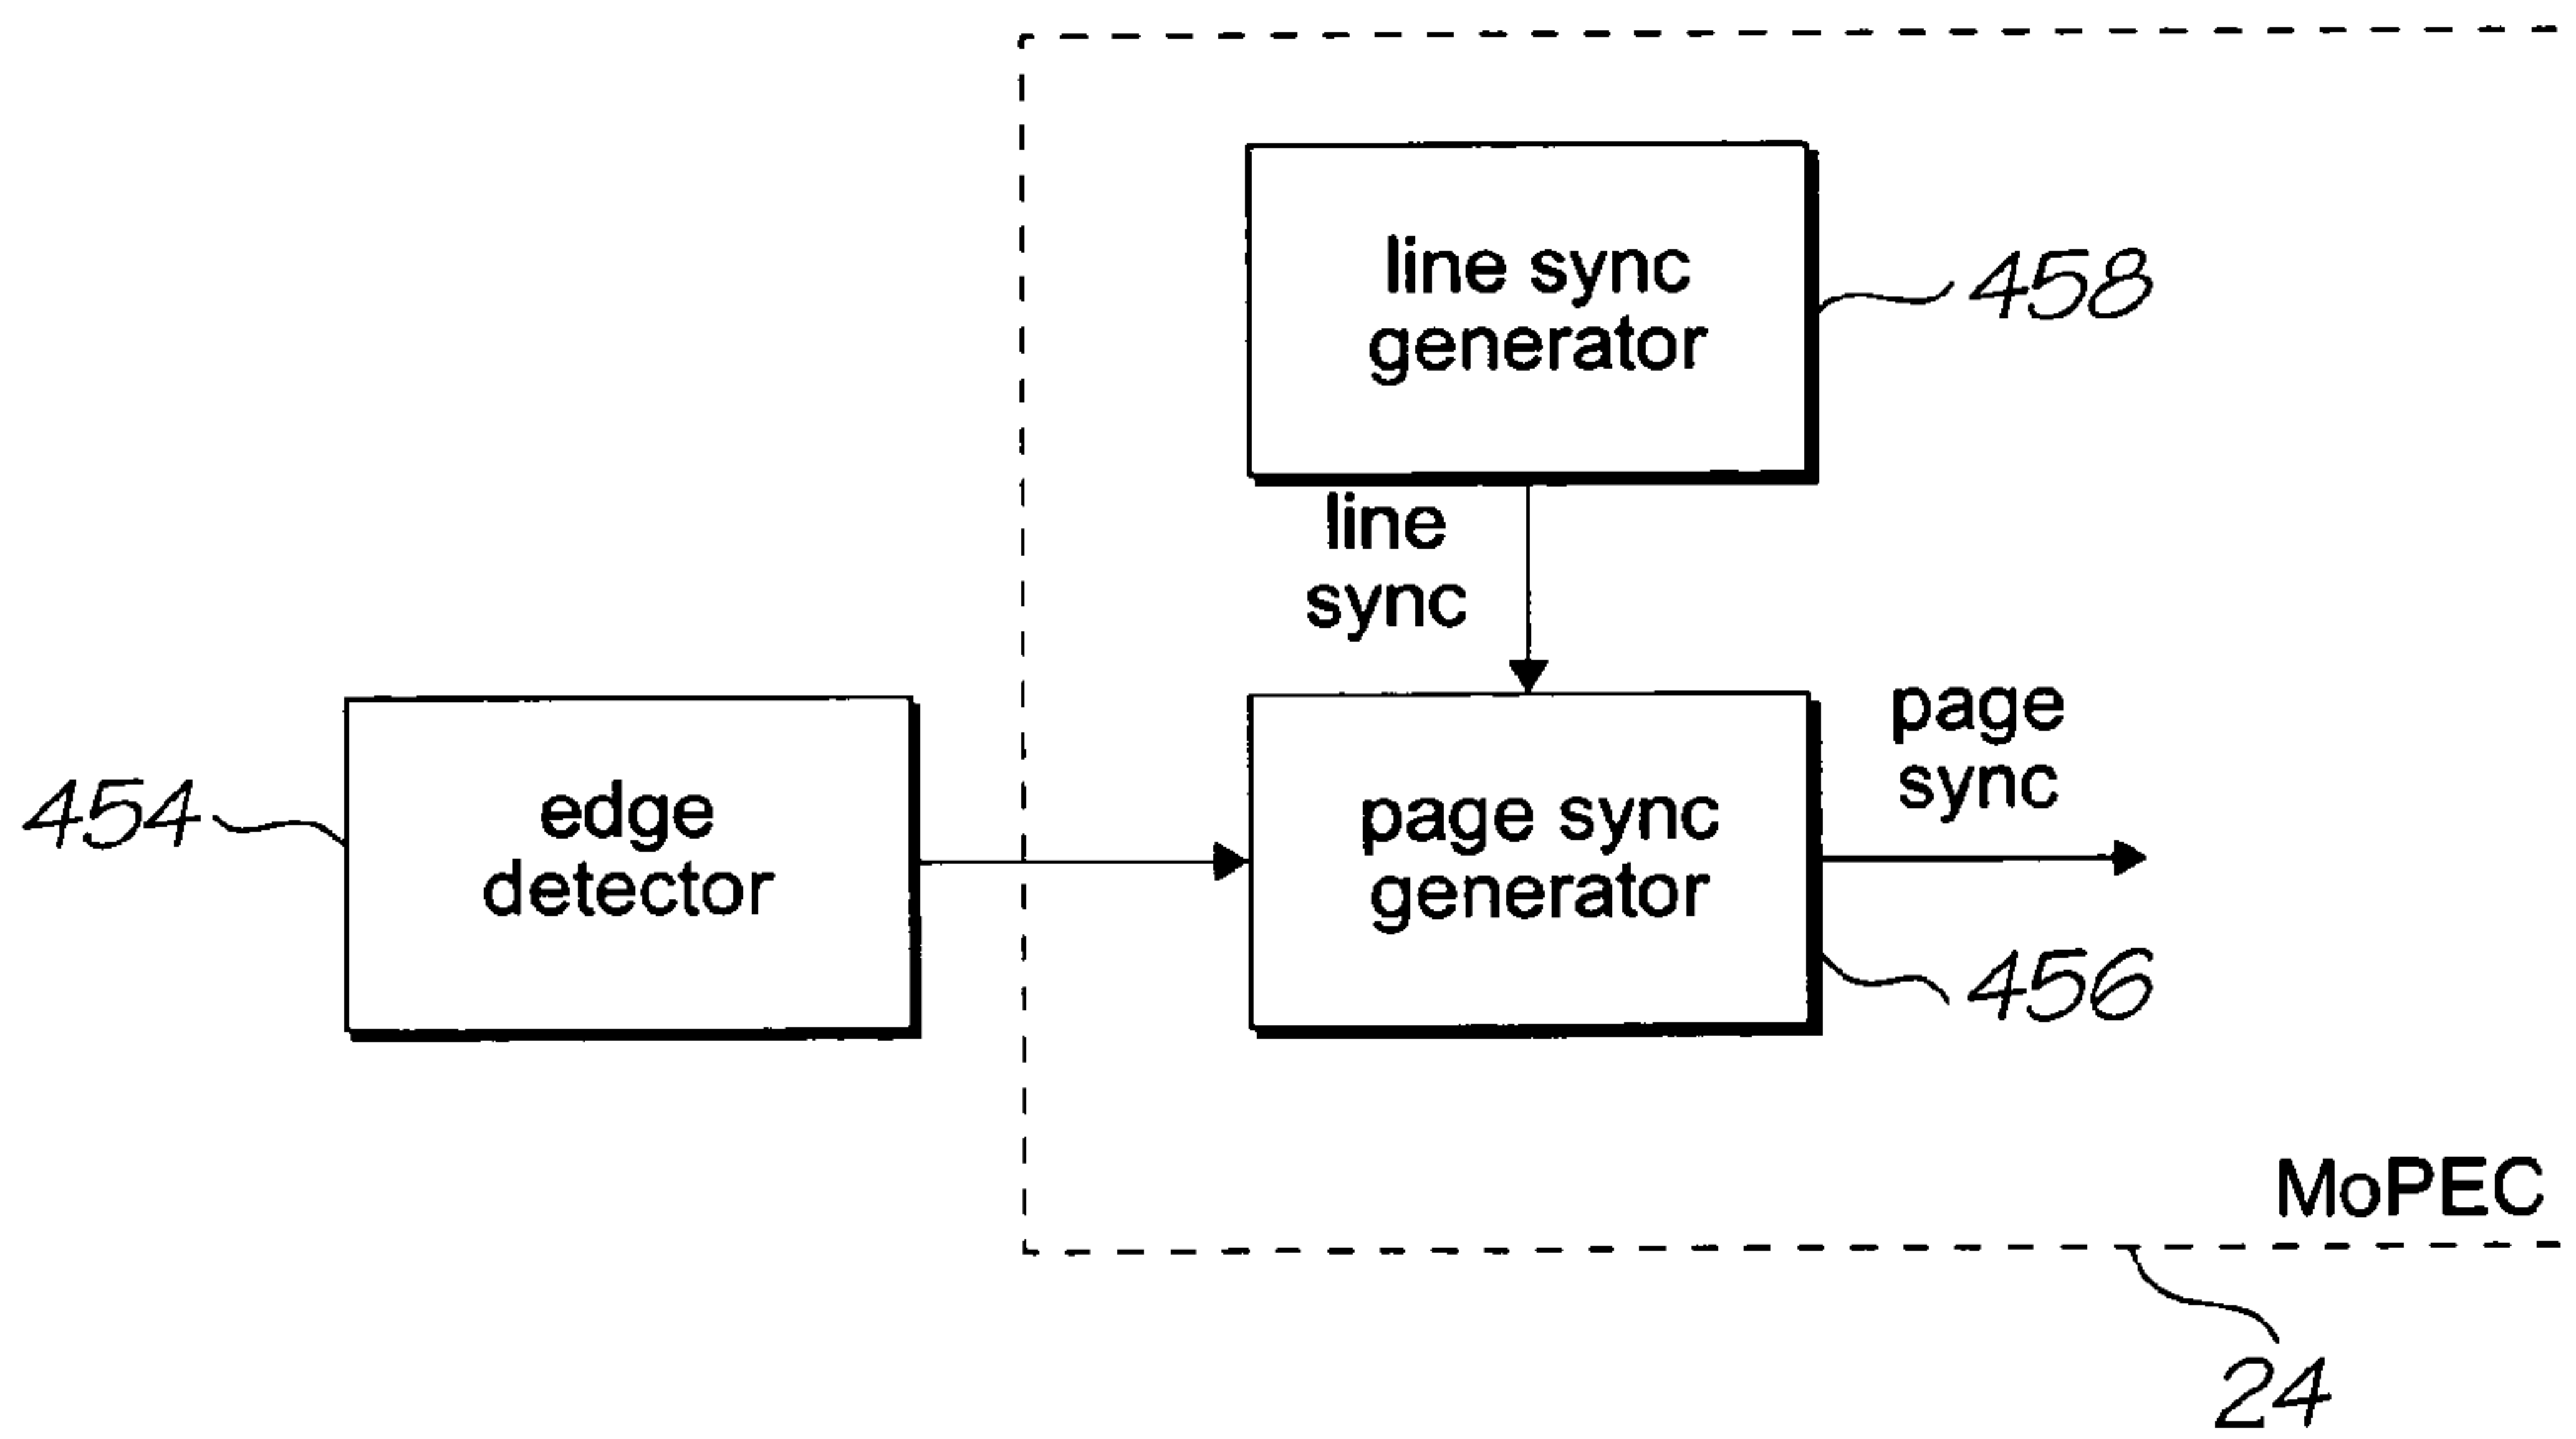 line sync
generator
458
line
sync
page
sync
454
edge
detector
page sync
generator
456
MoPEC
24